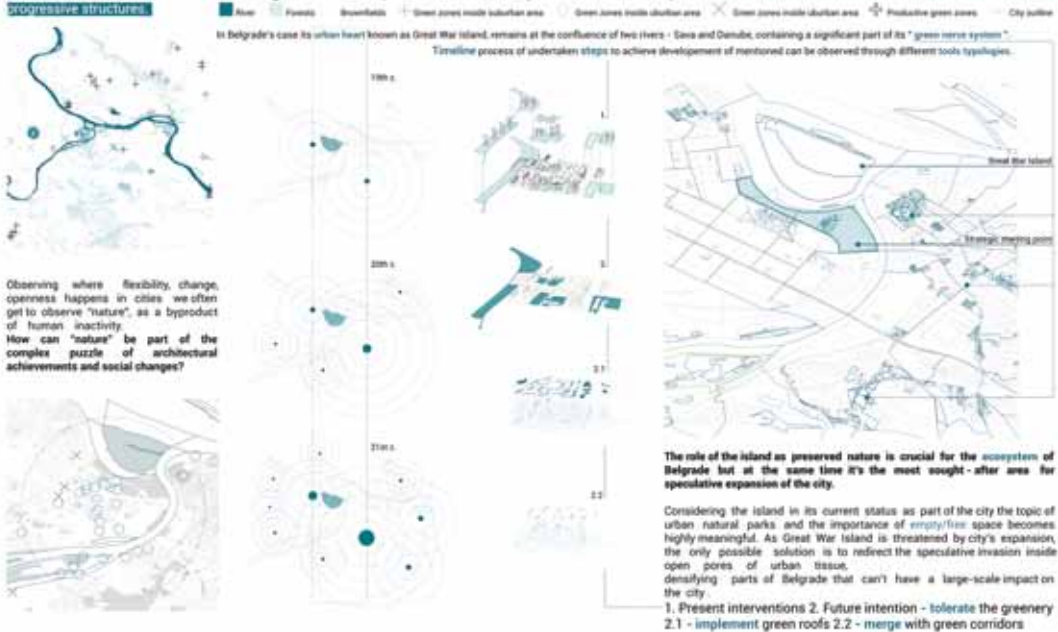 progressive structures.
River Forests Brownfields Green zones inside suburban area Green zones inside uburban area Green zones inside uburban area Productive green zones City outline
In Belgrade's case its urban heart known as Great War Island, remains at the confluence of two rivers - Sava and Danube, containing a significant part of its " green nerve system ".
Timeline process of undertaken steps to achieve developement of mentioned can be observed through different tools typologies.
19th c.
1.
Great War Island
Strategic starting point
20th c.
2.
Observing where flexibility, change,
openness happens in cities we often
get to observe "nature", as a byproduct
of human inactivity.
How can "nature" be part of the
complex puzzle of architectural
achievements and social changes?
2.1
21st c.
2.2
The role of the island as preserved nature is crucial for the ecosystem of
Belgrade but at the same time it's the most sought - after area for
speculative expansion of the city.
Considering the island in its current status as part of the city the topic of
urban natural parks and the importance of empty/free space becomes
highly meaningful. As Great War Island is threatened by city's expansion,
the only possible solution is to redirect the speculative invasion inside
open pores of urban tissue,
densifying parts of Belgrade that can't have a large-scale impact on
the city.
1. Present interventions 2. Future intention - tolerate the greenery
2.1 - implement green roofs 2.2 - merge with green corridors